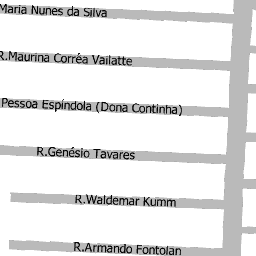 Maria Nunes da Silva
R.Maurina Corréa Vailatte
Pessoa Espíndola (Dona Continha)
R.Genésio Tavares
R.Waldemar Kumm
R.Armando Fontolan